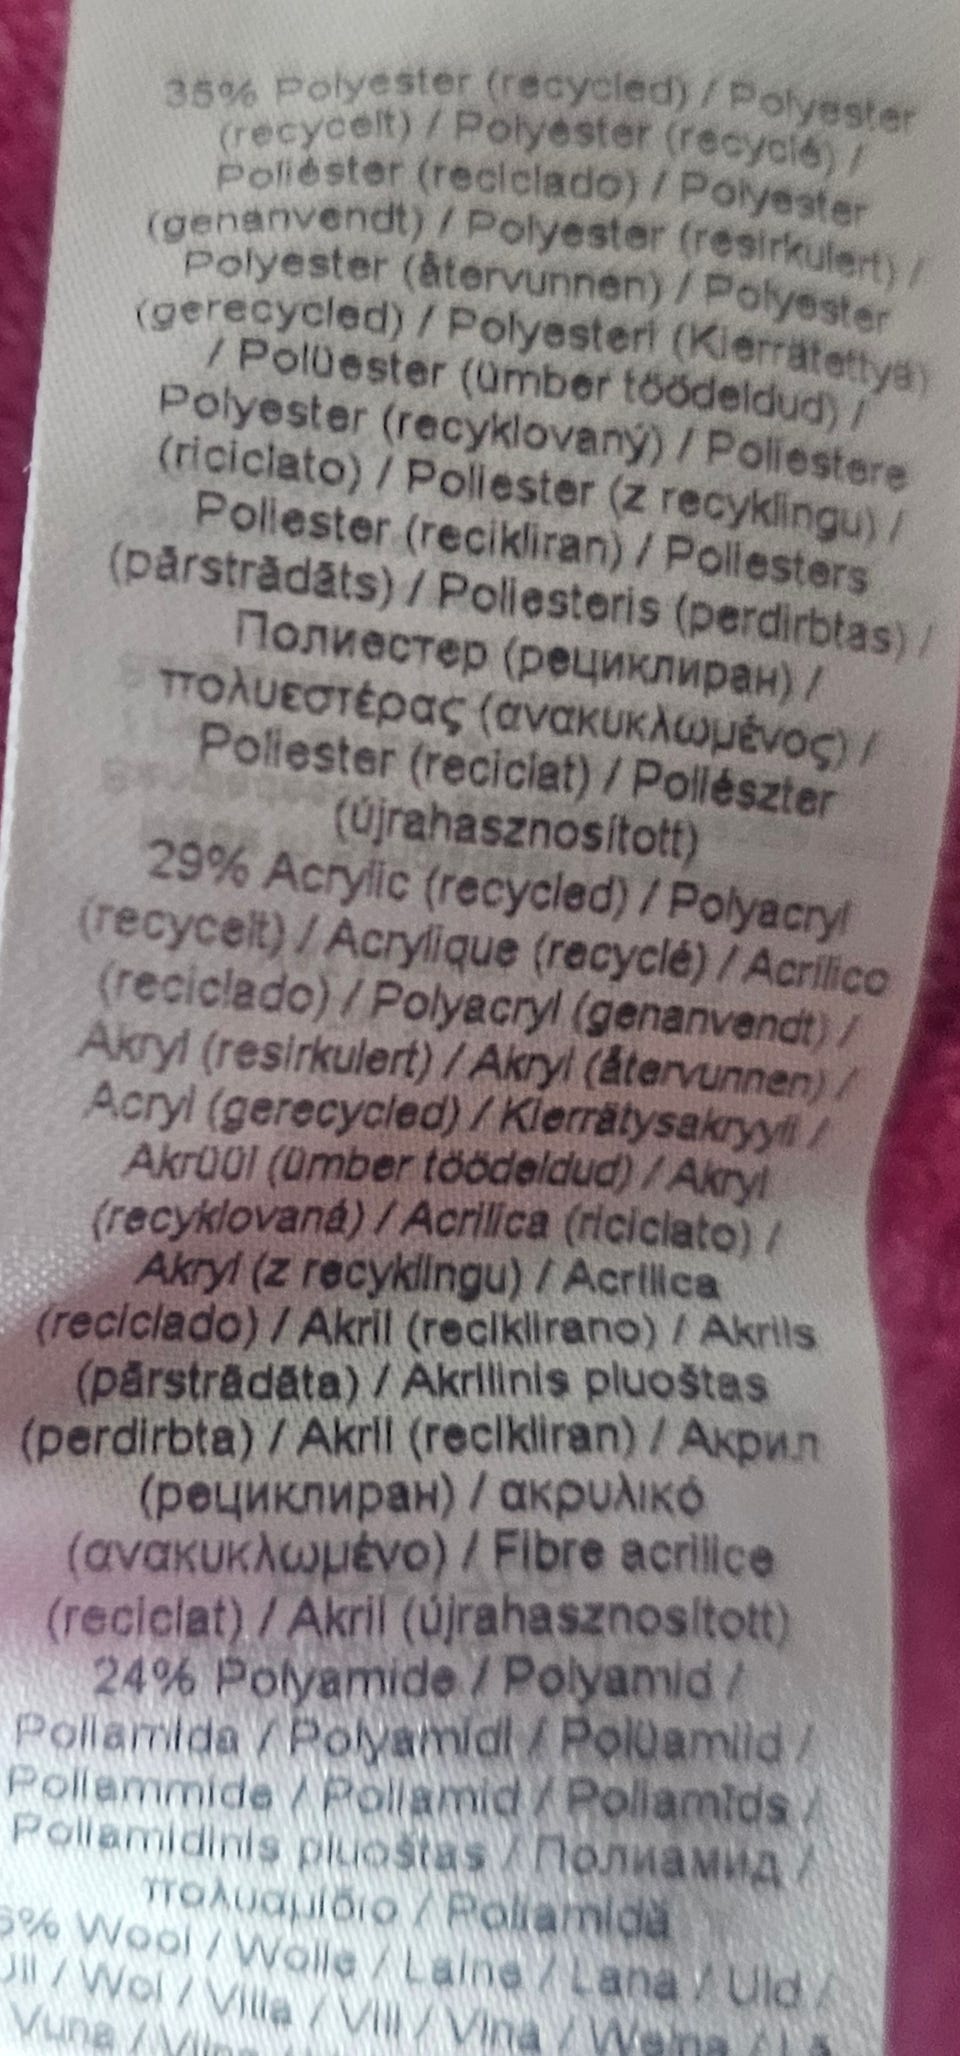 35% Polyester (recycled) / Polyester
(recycelt) / Polyester (recyclé) /
Poliéster (reciclado) / Polyester
(genanvendt) / Polyester (resirkulert) /
Polyester (återvunnen) / Polyester
(gerecycled) / Polyesteri (Kierrätettyä)
/ Polüester (ümber töödeldud) /
Polyester (recyklovaný) / Poliestere
(riciclato) / Poliester (z recyklingu) /
Poliester (recikliran) / Poliesters
(pārstrādāts) / Poliesteris (perdirbtas) /
Полиестер (рециклиран) /
πολυεστέρας (ανακυκλωμένος) /
Poliester (reciclat) / Poliészter
(újrahasznosított)
29% Acrylic (recycled) / Polyacryl
(recycelt) / Acrylique (recyclé) / Acrílico
(reciclado) / Polyacryl (genanvendt) /
Akryl (resirkulert) / Akryl (återvunnen) /
Acryl (gerecycled) / Kierrätysakryyli /
Akrüül (ümber töödeldud) / Akryl
(recyklovaná) / Acrilica (riciclato) /
Akryl (z recyklingu) / Acrílica
(reciclado) / Akril (reciklirano) / Akrils
(pārstrādāta) / Akrilinis pluoštas
(perdirbta) / Akril (recikliran) / Акрил
(рециклиран) / ακρυλικό
(ανακυκλωμένο) / Fibre acrilice
(reciclat) / Akril (újrahasznosított)
24% Polyamide / Polyamid /
Poliamida / Polyamidi / Polüamiid /
Poliammide / Poliamid / Poliamīds /
Poliamidinis pluoštas / Полиамид /
πολυαμίδιο / Poliamidă
% Wool / Wolle / Laine / Lana / Uld /
/ Wol / Villa / Vill / Vlna / Wełna /
Vuna / Vilna